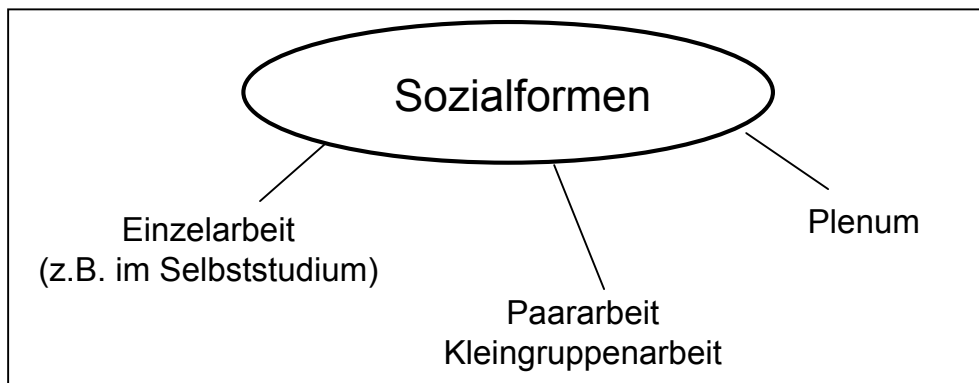 Sozialformen
Einzelarbeit
(z.B. im Selbststudium)
Plenum
Paararbeit
Kleingruppenarbeit